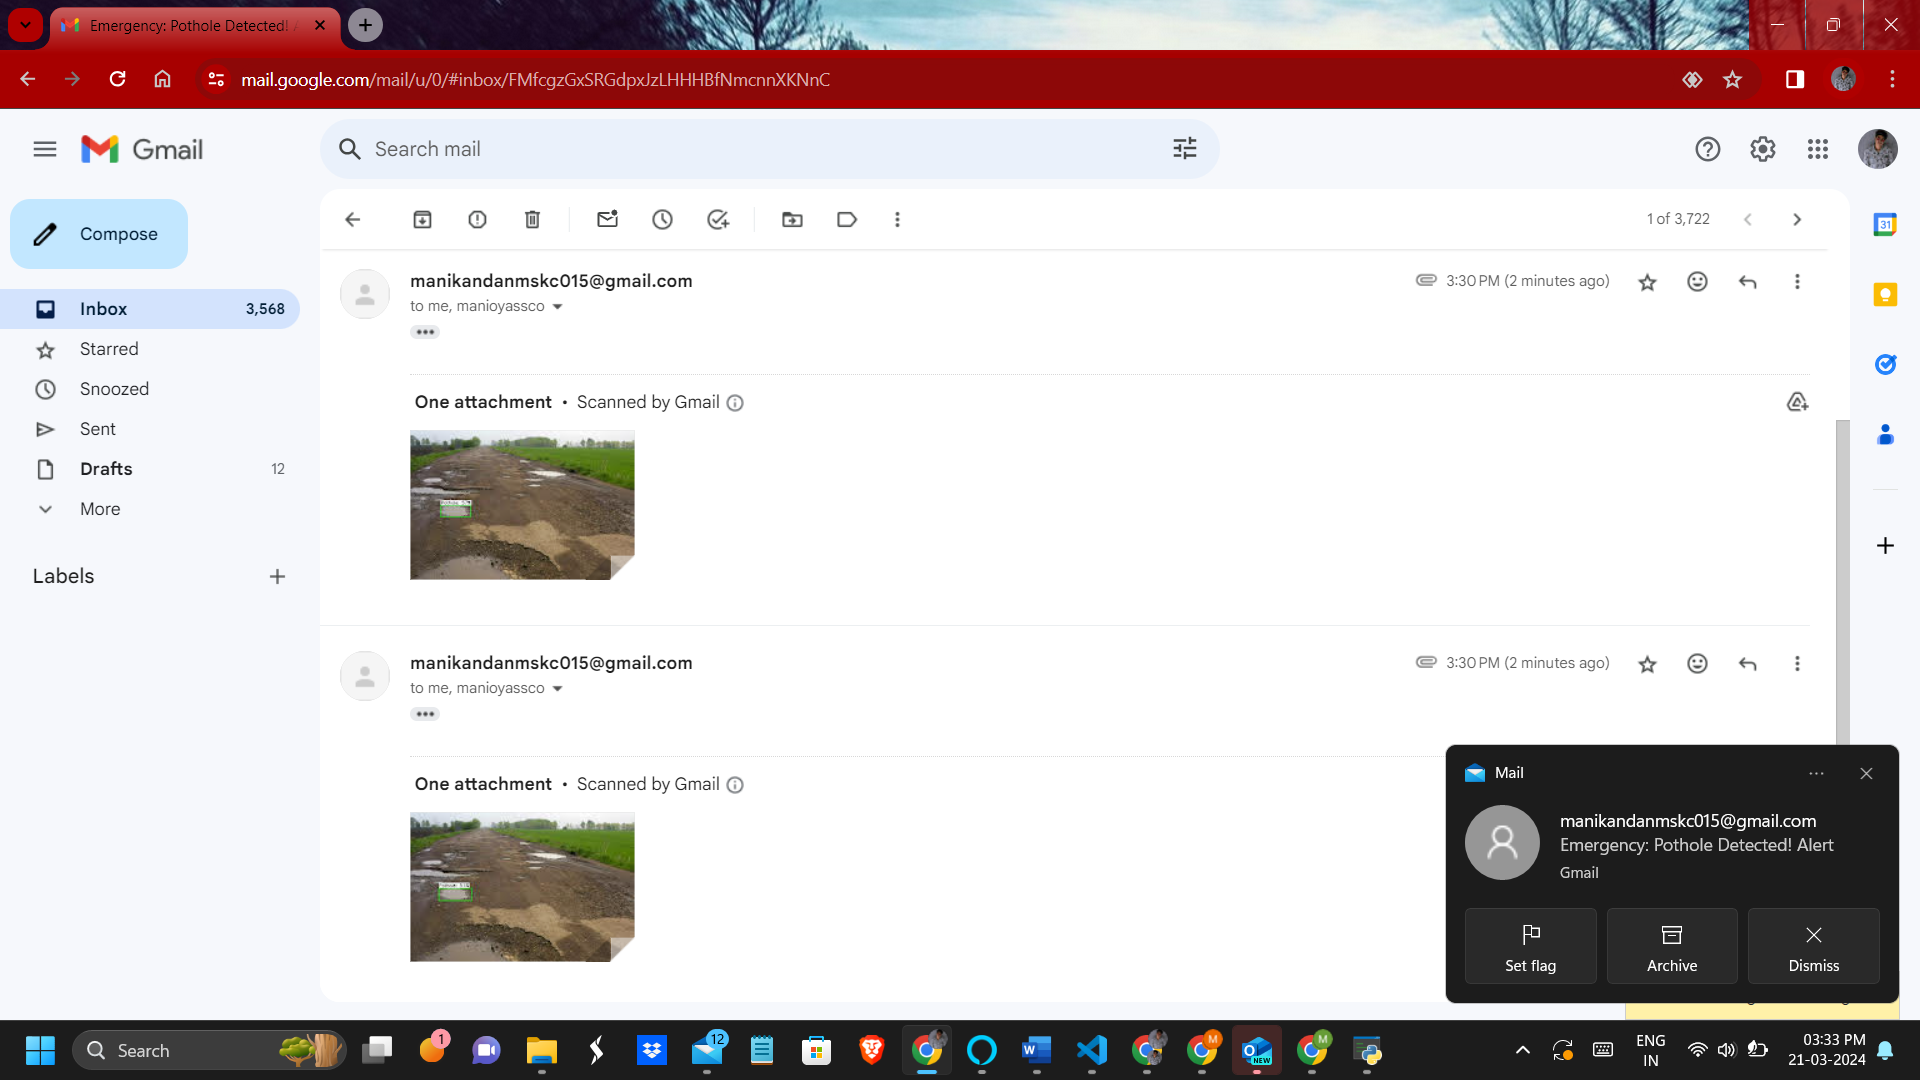 Emergency: Pothole Detected! A
mail.google.com/mail/u/0/#inbox/FMfcgzGxSRGdpxJzLHHHBfNmcnnXKNnC
Gmail
Search mail
Compose
1 of 3,722
31
Inbox 3,568
Starred
Snoozed
Sent
Drafts 12
More
Labels
manikandanmskc015@gmail.com
3:30 PM (2 minutes ago)
to me, manioyassco
One attachment • Scanned by Gmail
manikandanmskc015@gmail.com
3:30 PM (2 minutes ago)
to me, manioyassco
One attachment • Scanned by Gmail
Mail
manikandanmskc015@gmail.com
Emergency: Pothole Detected! Alert
Gmail
Set flag
Archive
Dismiss
Search
1
12
W
M
NEW
M
ENG
IN
03:33 PM
21-03-2024